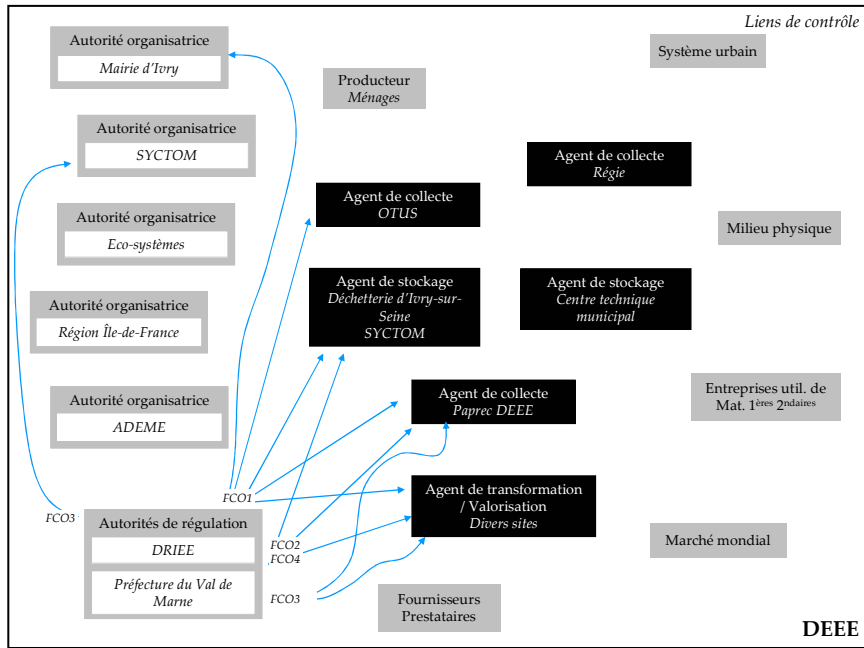 Liens de contrôle
Autorité organisatrice
Mairie d'Ivry
Système urbain
Producteur
Ménages
Autorité organisatrice
SYCTOM
Agent de collecte
Régie
Agent de collecte
OTUS
Autorité organisatrice
Eco-systèmes
Milieu physique
Agent de stockage
Déchetterie d'Ivry-sur-
Seine
SYCTOM
Agent de stockage
Centre technique
municipal
Autorité organisatrice
Région Île-de-France
Autorité organisatrice
ADEME
Agent de collecte
Paprec DEEE
Entreprises util. de
Mat. 1ères 2ndaires
FCO1
FCO3
Autorités de régulation
DRIEE
Préfecture du Val de
Marne
Agent de transformation
/ Valorisation
Divers sites
FCO2
FCO4
FCO3
Marché mondial
Fournisseurs
Prestataires
DEEE